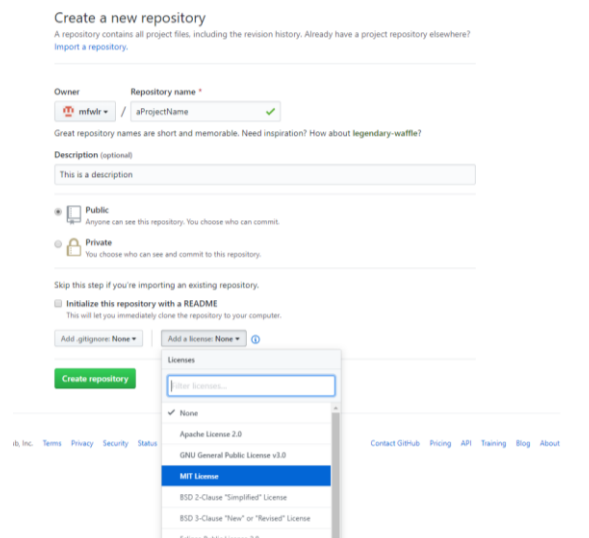 Create a new repository
A repository contains all project files, including the revision history. Already have a project repository elsewhere?
Import a repository.
Owner Repository name *
mfwlr / aProjectName
Great repository names are short and memorable. Need inspiration? How about legendary-waffle?
Description (optional)
This is a description
Public
Anyone can see this repository. You choose who can commit.
Private
You choose who can see and commit to this repository.
Skip this step if you're importing an existing repository.
Initialize this repository with a README
This will let you immediately clone the repository to your computer.
Add .gitignore: None Add a license: None
Licenses
Create repository
Filter licenses...
None
Apache License 2.0
ub, Inc. Terms Privacy Security Status Contact GitHub Pricing API Training Blog About
GNU General Public License v3.0
MIT License
BSD 2-Clause "Simplified" License
BSD 3-Clause "New" or "Revised" License